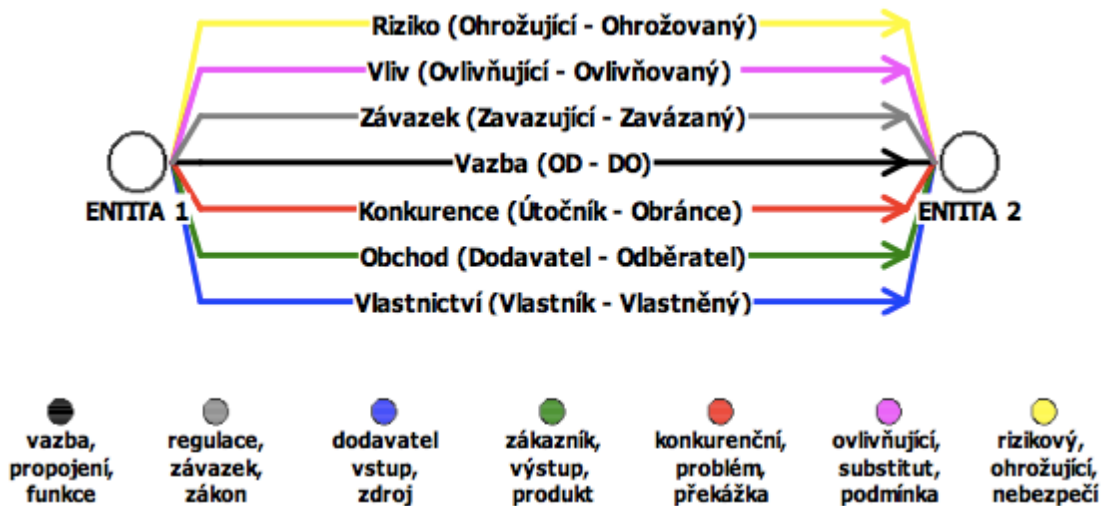 Riziko (Ohrožující - Ohrožovaný)
Vliv (Ovlivňující - Ovlivňovaný)
Závazek (Zavazující - Zavázaný)
Vazba (OD - DO)
ENTITA 1
ENTITA 2
Konkurence (Útočník - Obránce)
Obchod (Dodavatel - Odběratel)
Vlastnictví (Vlastník - Vlastněný)
vazba,
propojení,
funkce
regulace,
závazek,
zákon
dodavatel
vstup,
zdroj
zákazník,
výstup,
produkt
konkurenční,
problém,
překážka
ovlivňující,
substitut,
podmínka
rizikový,
ohrožující,
nebezpečí